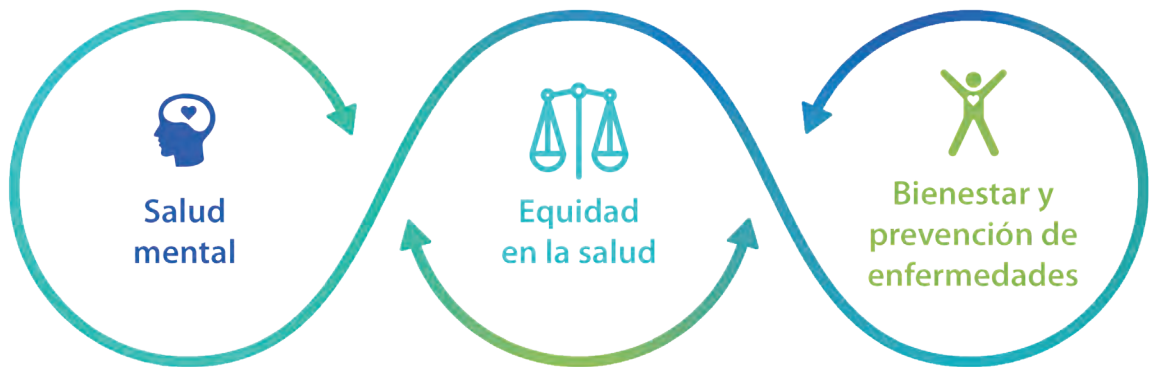 Salud
mental
Equidad
en la salud
Bienestar y
prevención de
enfermedades